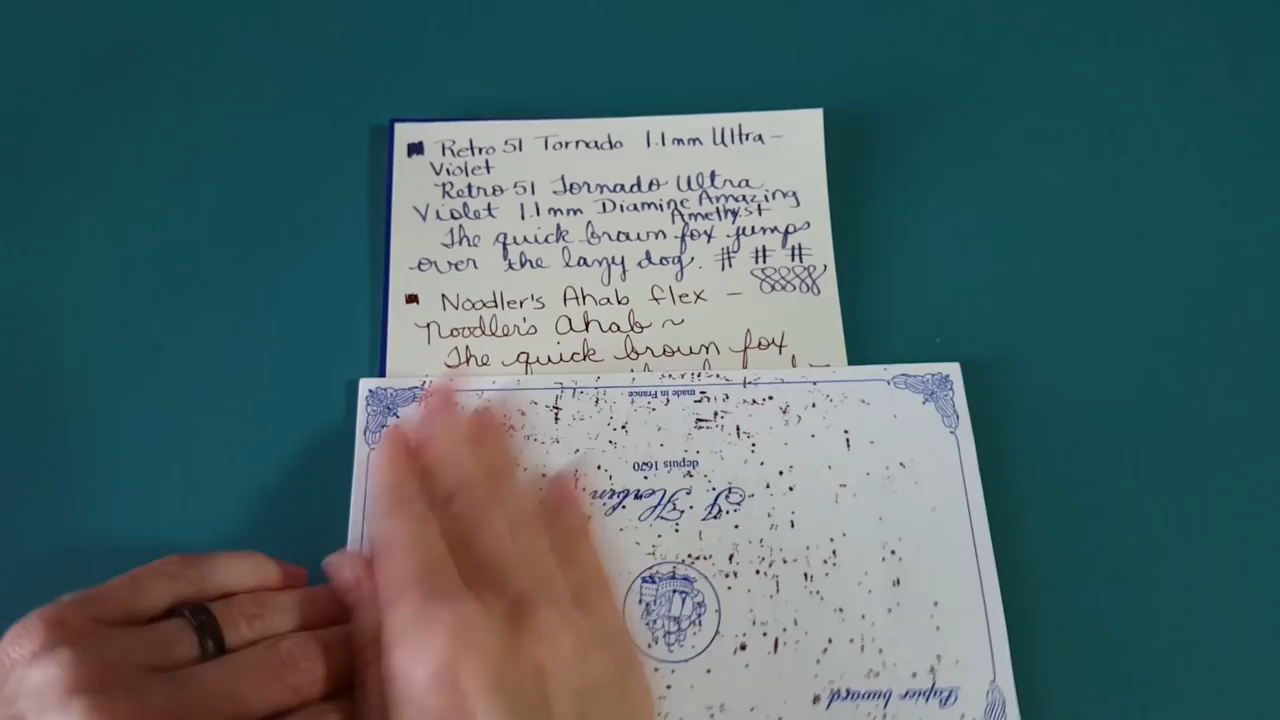 Retro 51 Tornado 1.1mm Ultra-
Violet
Retro 51 Tornado Ultra
Violet 1.1mm Diamine Amazing
Amethyst
The quick brown fox jumps
over the lazy dog. # # #
Noodler's Ahab flex -
Noodler's Ahab ~
The quick brown fox
made in France
depuis 1670
J. Herbin
Papier buvard